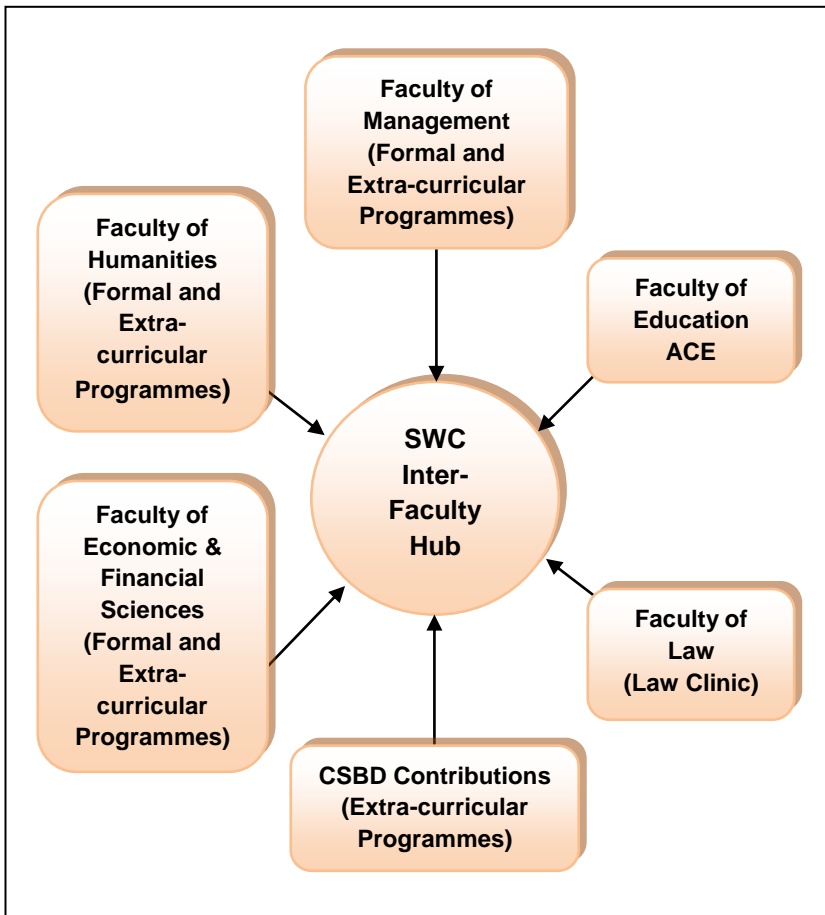 Faculty of
Management
(Formal and
Extra-curricular
Programmes)
Faculty of
Humanities
(Formal and
Extra-
curricular
Programmes)
Faculty of
Education
ACE
SWC
Inter-
Faculty
Hub
Faculty of
Economic &
Financial
Sciences
(Formal and
Extra-
curricular
Programmes)
Faculty of
Law
(Law Clinic)
CSBD Contributions
(Extra-curricular
Programmes)